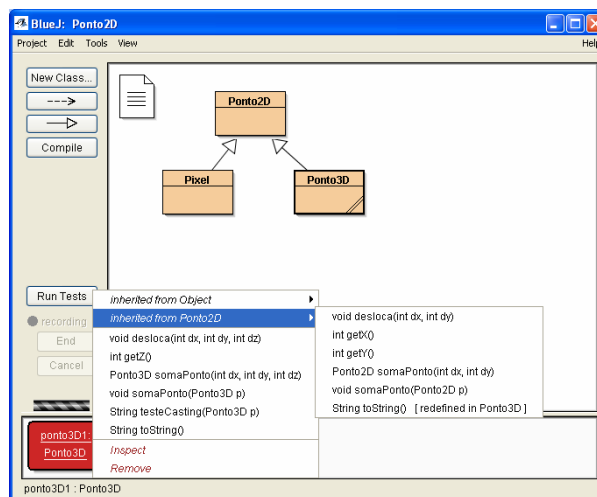 BlueJ: Ponto2D
Project Edit Tools View Help
New Class...
Compile
Ponto2D
Pixel
Ponto3D
Run Tests
recording
End
Cancel
inherited from Object
inherited from Ponto2D
void desloca(int dx, int dy, int dz)
int getZ()
Ponto3D somaPonto(int dx, int dy, int dz)
void somaPonto(Ponto3D p)
String testeCasting(Ponto3D p)
String toString()
Inspect
Remove
void desloca(int dx, int dy)
int getX()
int getY()
Ponto2D somaPonto(int dx, int dy)
void somaPonto(Ponto2D p)
String toString() [ redefined in Ponto3D ]
ponto3D1:
Ponto3D
ponto3D1 : Ponto3D